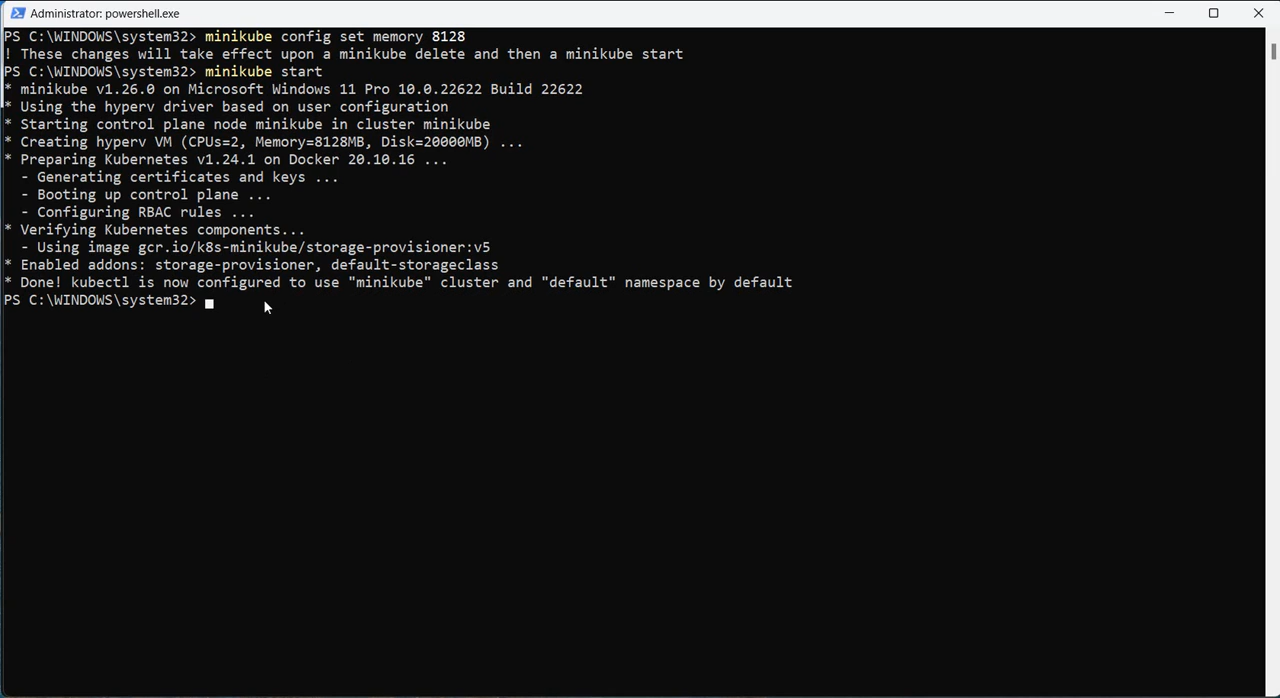 Administrator: powershell.exe
PS C:\WINDOWS\system32> minikube config set memory 8128
! These changes will take effect upon a minikube delete and then a minikube start
PS C:\WINDOWS\system32> minikube start
* minikube v1.26.0 on Microsoft Windows 11 Pro 10.0.22622 Build 22622
* Using the hyperv driver based on user configuration
* Starting control plane node minikube in cluster minikube
* Creating hyperv VM (CPUs=2, Memory=8128MB, Disk=20000MB) ...
* Preparing Kubernetes v1.24.1 on Docker 20.10.16 ...
  - Generating certificates and keys ...
  - Booting up control plane ...
  - Configuring RBAC rules ...
* Verifying Kubernetes components...
  - Using image gcr.io/k8s-minikube/storage-provisioner:v5
* Enabled addons: storage-provisioner, default-storageclass
* Done! kubectl is now configured to use "minikube" cluster and "default" namespace by default
PS C:\WINDOWS\system32>